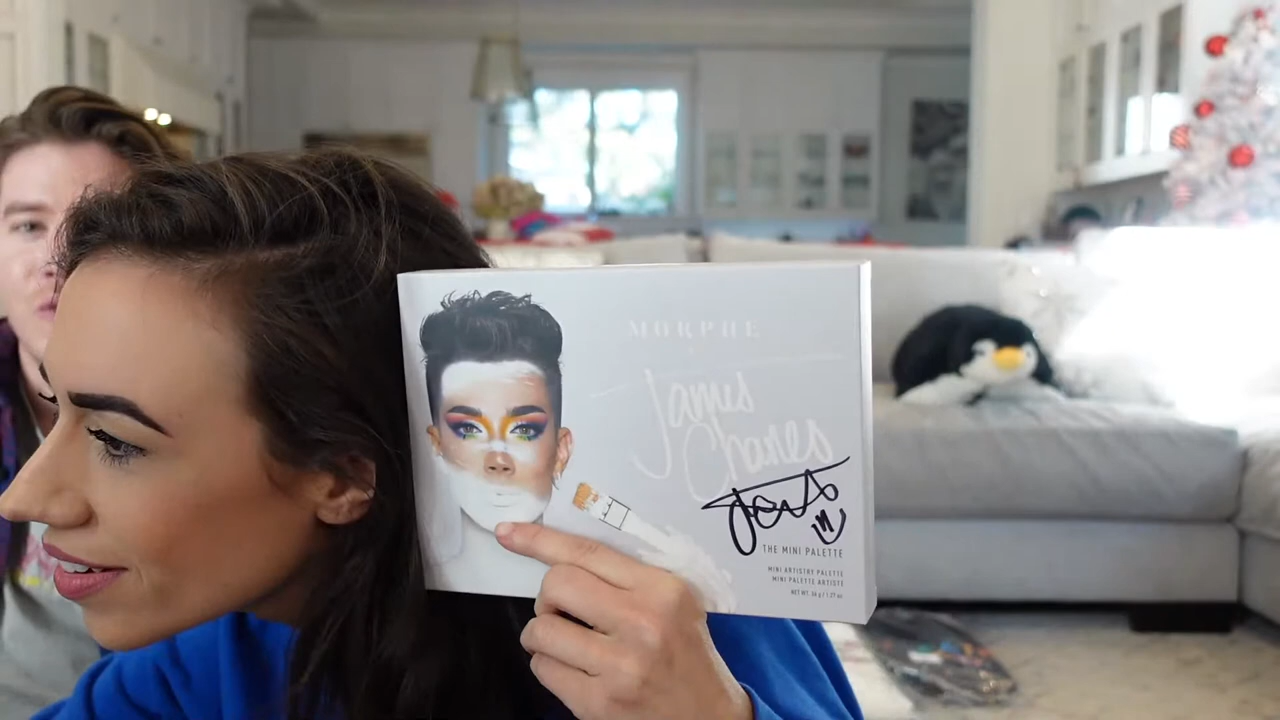 MORPHE
James
Charles
THE MINI PALETTE
MINI ARTISTRY PALETTE
MINI PALETTE ARTISTE
NET WT. 36 g / 1.27 oz